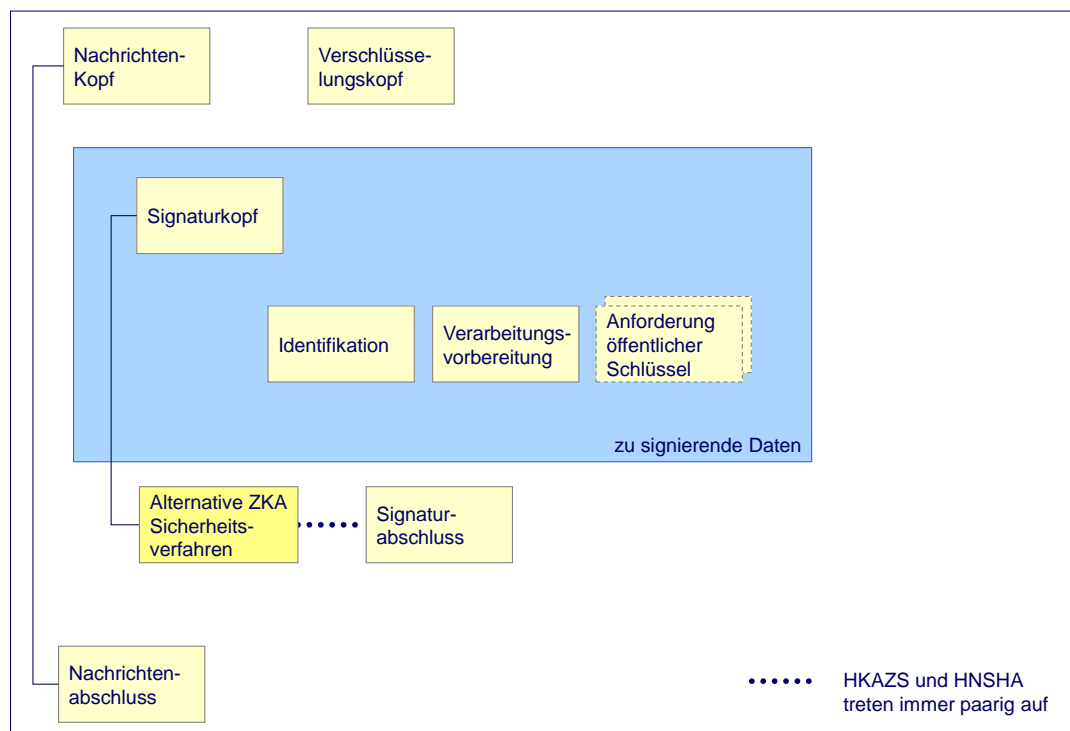 Nachrichten-
Kopf
Verschlüsse-
lungskopf
Signaturkopf
Identifikation
Verarbeitungs-
vorbereitung
Anforderung
öffentlicher
Schlüssel
zu signierende Daten
Alternative ZKA
Sicherheits-
verfahren
Signatur-
abschluss
Nachrichten-
abschluss
HKAZS und HNSHA
treten immer paarig auf